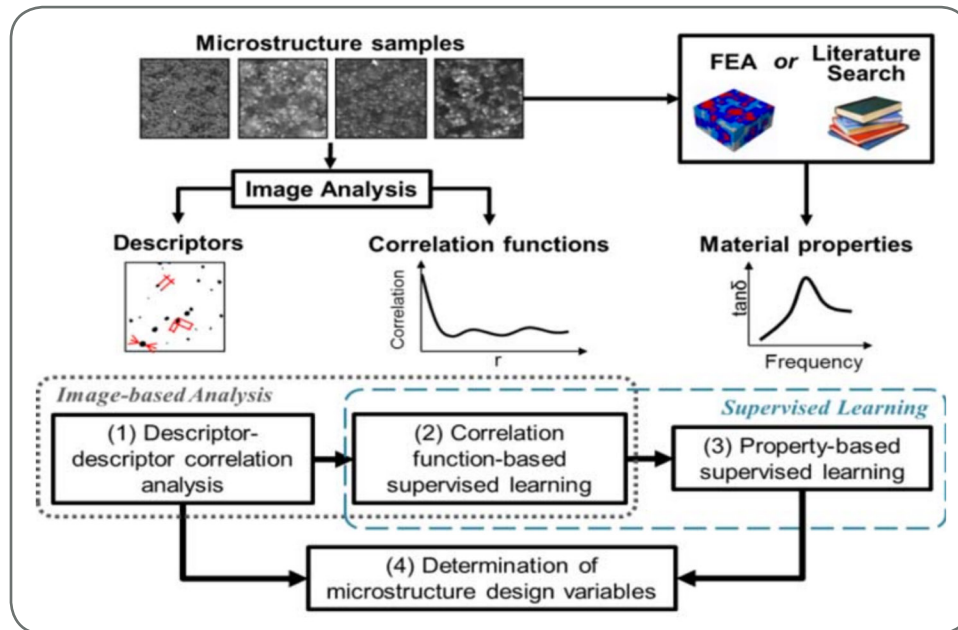 Microstructure samples
FEA or Literature
Search
Image Analysis
Descriptors
Correlation functions
Material properties
Correlation
r
tanδ
Frequency
Image-based Analysis
Supervised Learning
(1) Descriptor-
descriptor correlation
analysis
(2) Correlation
function-based
supervised learning
(3) Property-based
supervised learning
(4) Determination of
microstructure design variables